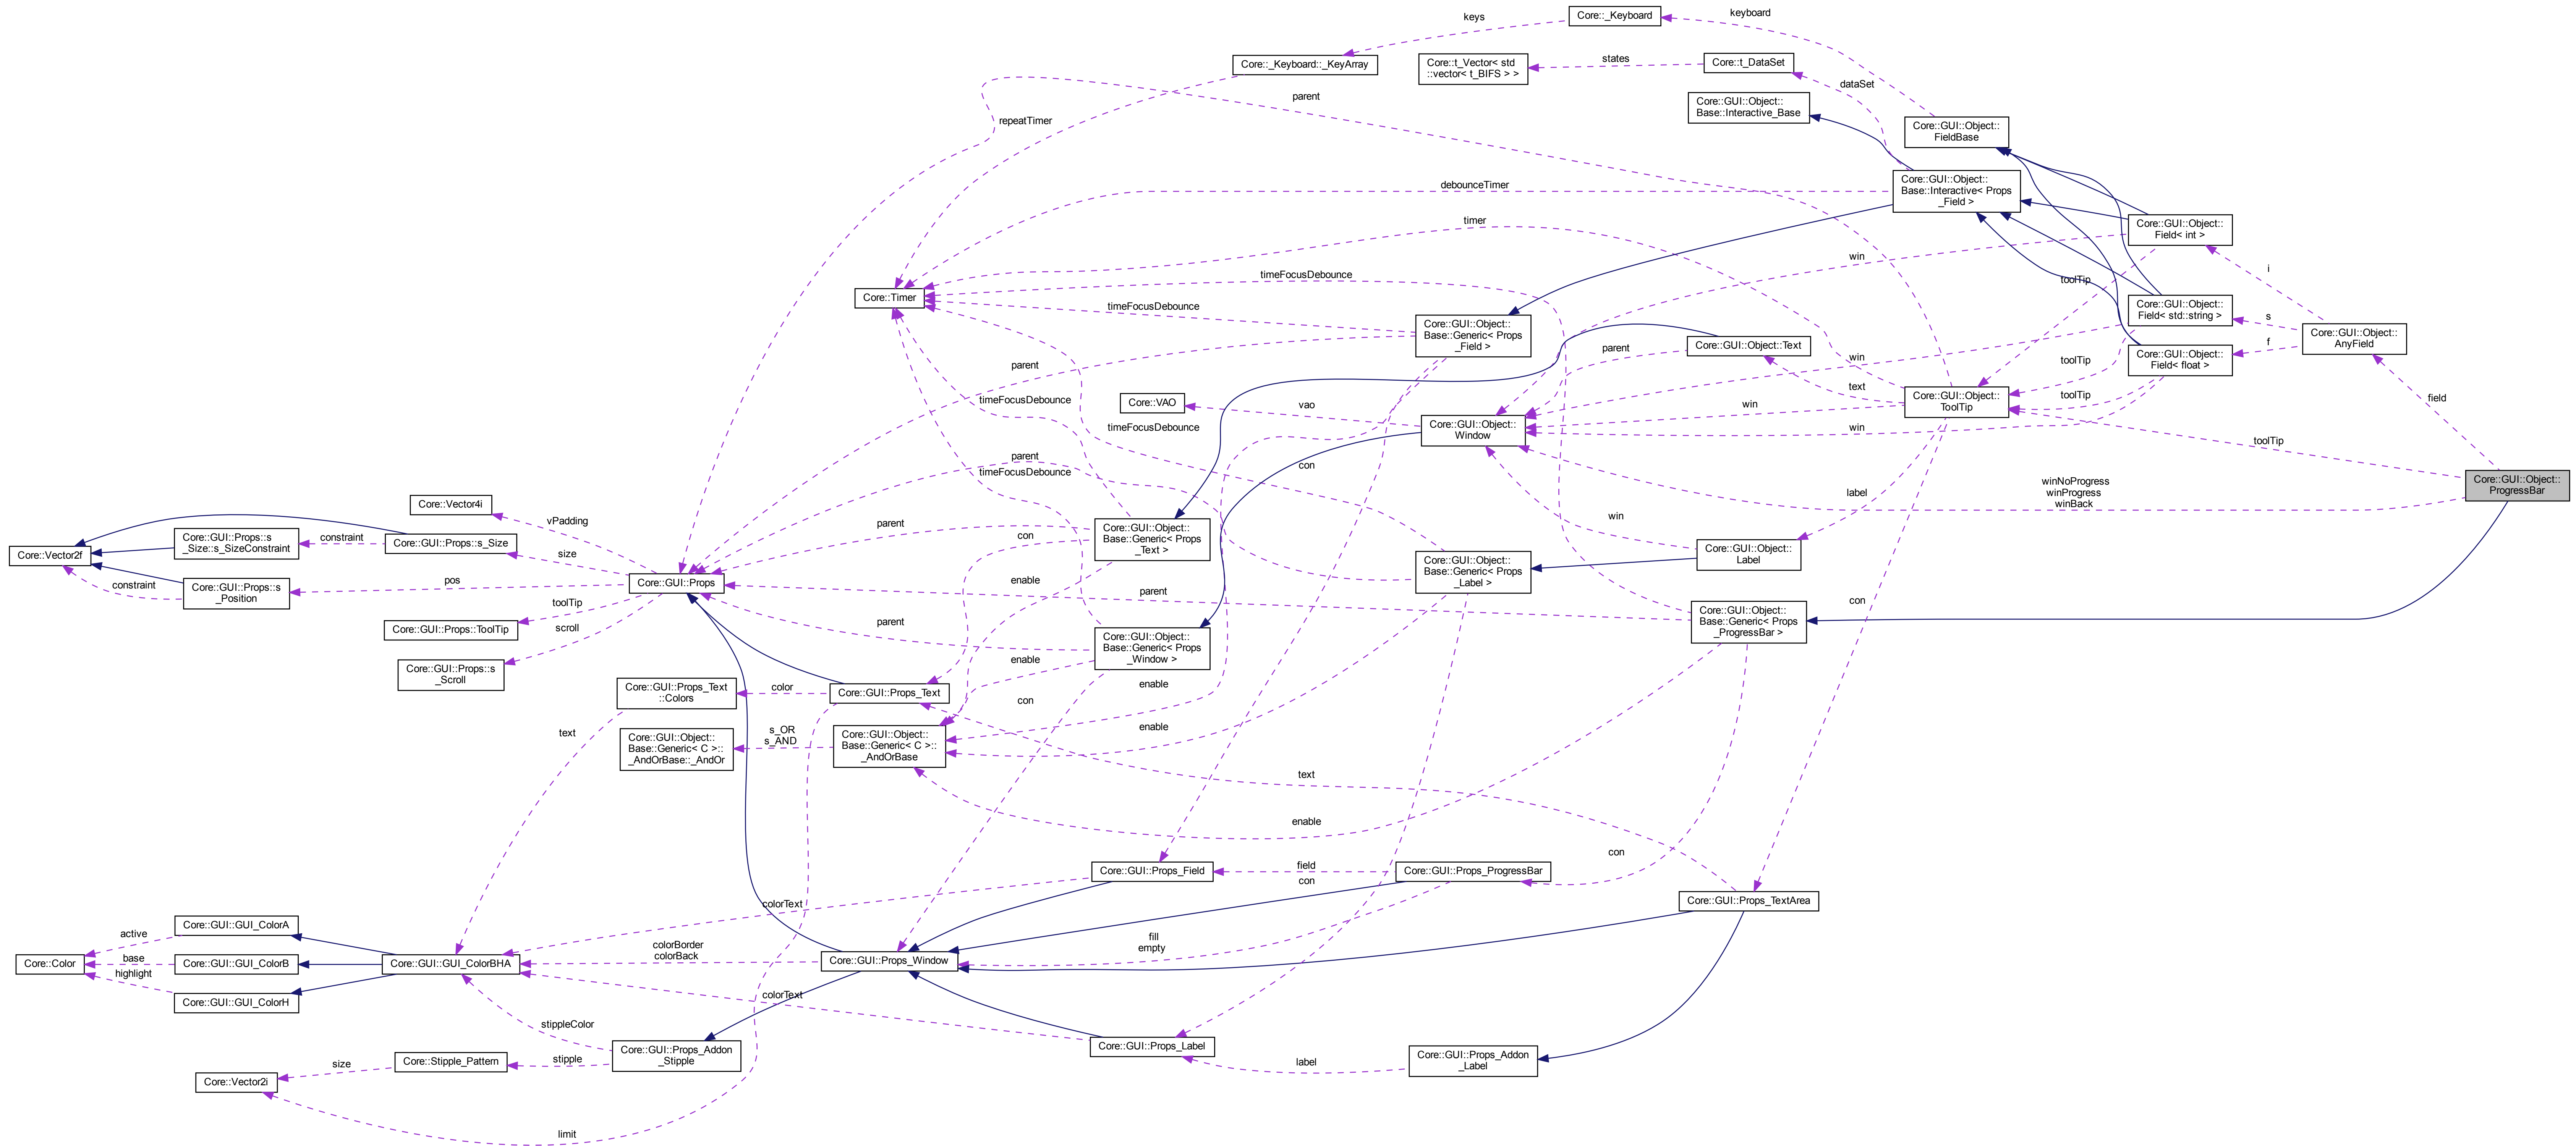 Core::_Keyboard
keyboard
keys
Core::_Keyboard::_KeyArray
Core::t_Vector< std
::vector< t_BIFS > >
states
Core::t_DataSet
dataSet
parent
Core::GUI::Object::
Base::Interactive_Base
repeatTimer
Core::GUI::Object::
FieldBase
debounceTimer
Core::GUI::Object::
Base::Interactive< Props
_Field >
timer
Core::GUI::Object::
Field< int >
win
toolTip
i
timeFocusDebounce
Core::Timer
timeFocusDebounce
Core::GUI::Object::
Base::Generic< Props
_Field >
Core::GUI::Object::
Field< std::string >
s
Core::GUI::Object::
AnyField
f
parent
Core::GUI::Object::Text
win
toolTip
Core::GUI::Object::
Field< float >
parent
text
Core::GUI::Object::
ToolTip
toolTip
field
timeFocusDebounce
Core::VAO
vao
win
Core::GUI::Object::
Window
win
timeFocusDebounce
toolTip
parent
timeFocusDebounce
con
Core::GUI::Object::
ProgressBar
winNoProgress
winProgress
winBack
label
Core::Vector4i
vPadding
parent
Core::GUI::Object::
Base::Generic< Props
_Text >
con
win
Core::Vector2f
Core::GUI::Props::s
_Size::s_SizeConstraint
constraint
Core::GUI::Props::s_Size
size
Core::GUI::Object::
Label
Core::GUI::Object::
Base::Generic< Props
_Label >
constraint
Core::GUI::Props::s
_Position
pos
Core::GUI::Props
enable
parent
con
toolTip
Core::GUI::Props::ToolTip
scroll
parent
Core::GUI::Object::
Base::Generic< Props
_Window >
Core::GUI::Object::
Base::Generic< Props
_ProgressBar >
Core::GUI::Props::s
_Scroll
enable
enable
Core::GUI::Props_Text
::Colors
color
Core::GUI::Props_Text
con
text
Core::GUI::Object::
Base::Generic< C >::
_AndOrBase::_AndOr
s_OR
s_AND
Core::GUI::Object::
Base::Generic< C >::
_AndOrBase
enable
text
enable
con
Core::GUI::Props_Field
field
Core::GUI::Props_ProgressBar
con
colorText
Core::GUI::Props_TextArea
Core::GUI::GUI_ColorA
active
Core::Color
base
Core::GUI::GUI_ColorB
highlight
Core::GUI::GUI_ColorH
Core::GUI::GUI_ColorBHA
colorBorder
colorBack
Core::GUI::Props_Window
fill
empty
colorText
stippleColor
Core::GUI::Props_Addon
_Stipple
stipple
Core::Stipple_Pattern
size
Core::Vector2i
Core::GUI::Props_Label
label
Core::GUI::Props_Addon
_Label
limit